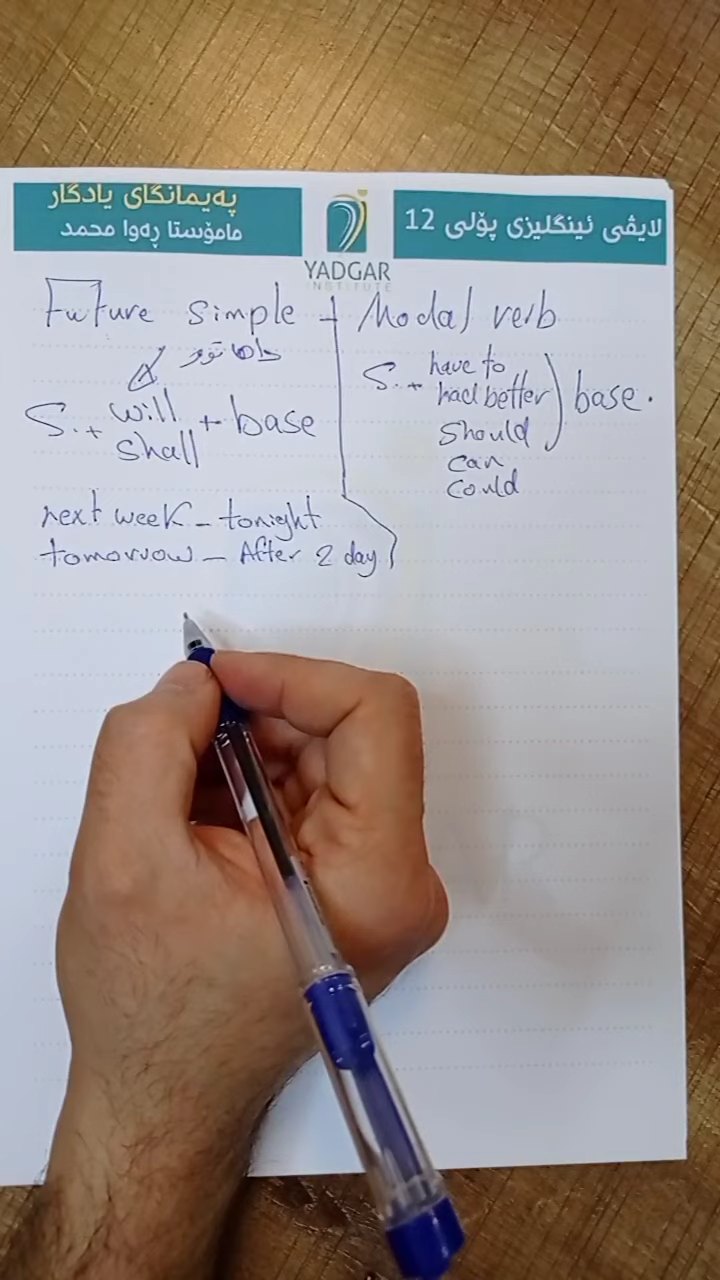 پەیمانگای یادگار
مامۆستا ڕەوا محمد
لایڤی ئینگلیزی پۆلی 12
YADGAR
INSTITUTE
Future simple + Modal verb
داهاتوو
S. + will + base
shall
next week - tonight
tomorrow - After 2 day
S. + have to
had better
should
can
could
base.